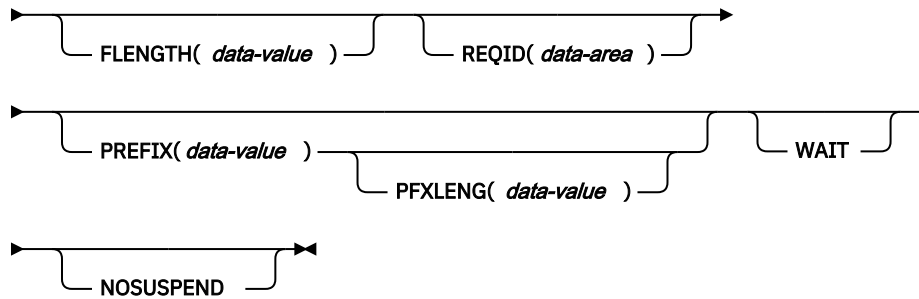 FLENGTH( data-value ) REQID( data-area )
PREFIX( data-value ) WAIT
PFXLENG( data-value )
NOSUSPEND